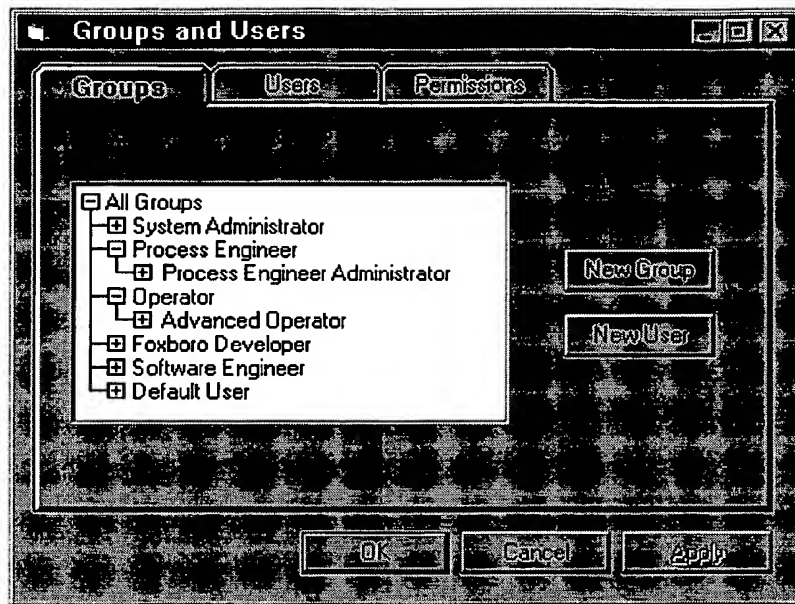 Groups and Users
Groups Users Permissions
All Groups
System Administrator
Process Engineer
Process Engineer Administrator
Operator
Advanced Operator
Foxboro Developer
Software Engineer
Default User
New Group
New User
OK Cancel Apply